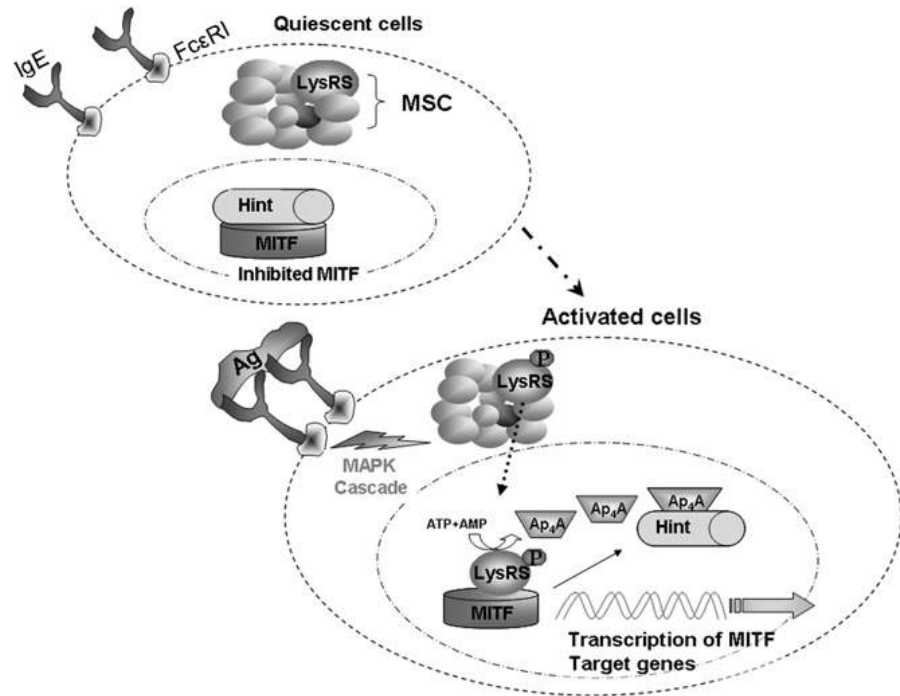 Quiescent cells
IgE
FcεRI
LysRS
MSC
Hint
MITF
Inhibited MITF
Activated cells
Ag
P
LysRS
MAPK
Cascade
ATP+AMP
Ap₄A
Ap₄A
Ap₄A
Hint
P
LysRS
MITF
Transcription of MITF
Target genes